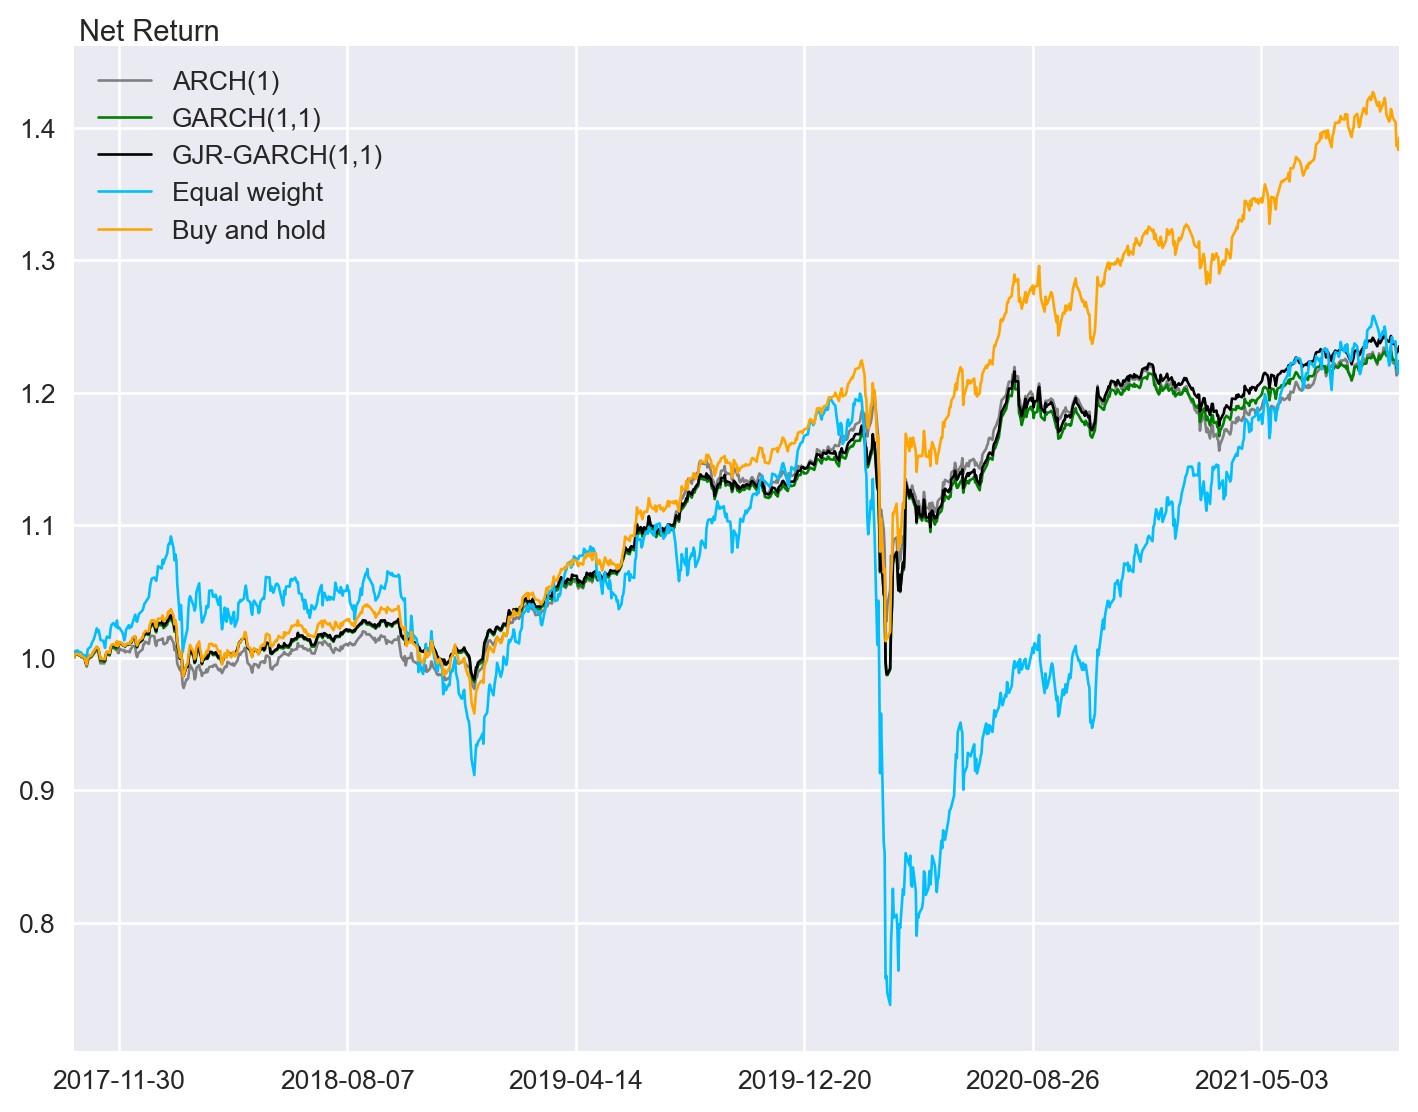 Net Return
ARCH(1)
GARCH(1,1)
GJR-GARCH(1,1)
Equal weight
Buy and hold
1.4
1.3
1.2
1.1
1.0
0.9
0.8
2017-11-30 2018-08-07 2019-04-14 2019-12-20 2020-08-26 2021-05-03